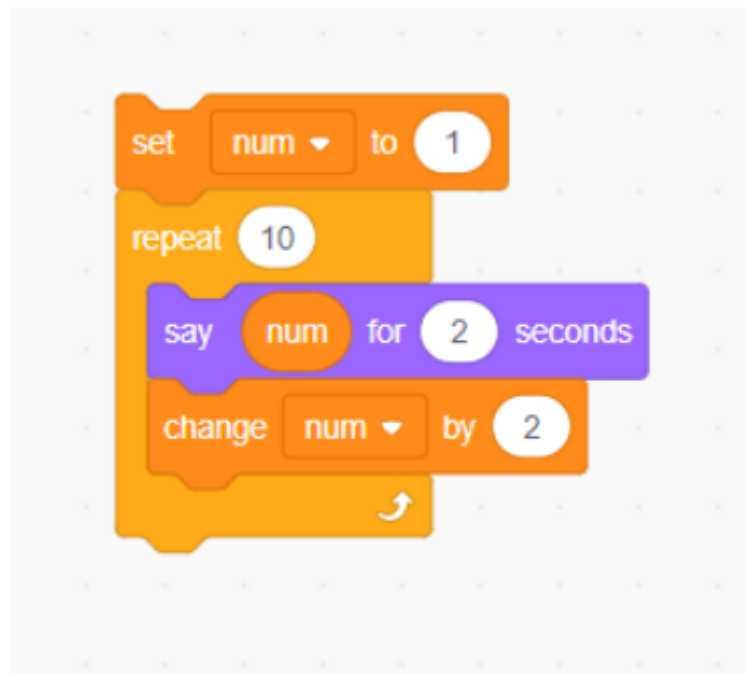 set num to 1
repeat 10
say num for 2 seconds
change num by 2